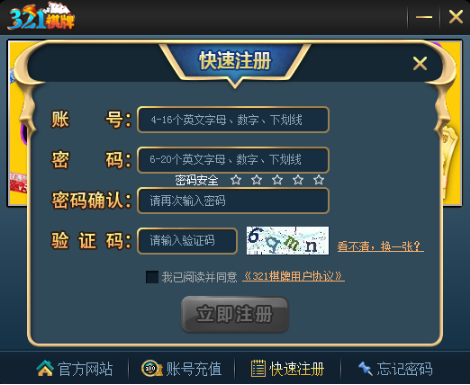 321棋牌
快速注册
账 号：
4-16个英文字母、数字、下划线
密 码：
6-20个英文字母、数字、下划线
密码安全 ☆ ☆ ☆ ☆ ☆
密码确认：
请再次输入密码
验 证 码：
请输入验证码
6gmn
看不清，换一张?
我已阅读并同意 《321棋牌用户协议》
立即注册
官方网站
账号充值
快速注册
忘记密码